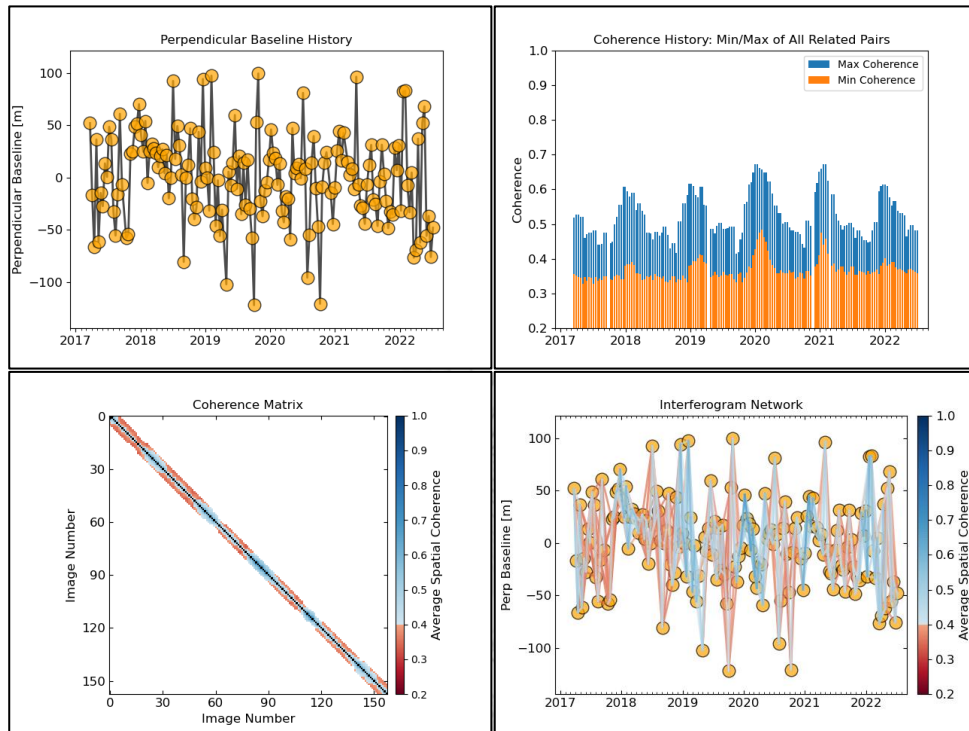 Perpendicular Baseline History
Perpendicular Baseline [m]
100
50
0
−50
−100
2017 2018 2019 2020 2021 2022
Coherence History: Min/Max of All Related Pairs
Max Coherence
Min Coherence
Coherence
1.0
0.9
0.8
0.7
0.6
0.5
0.4
0.3
0.2
2017 2018 2019 2020 2021 2022
Coherence Matrix
Image Number
0
30
60
90
120
150
0 30 60 90 120 150
Image Number
1.0
0.9
0.8
0.7
0.6
0.5
0.4
0.3
0.2
Average Spatial Coherence
Interferogram Network
Perp Baseline [m]
100
50
0
−50
−100
2017 2018 2019 2020 2021 2022
1.0
0.9
0.8
0.7
0.6
0.5
0.4
0.3
0.2
Average Spatial Coherence